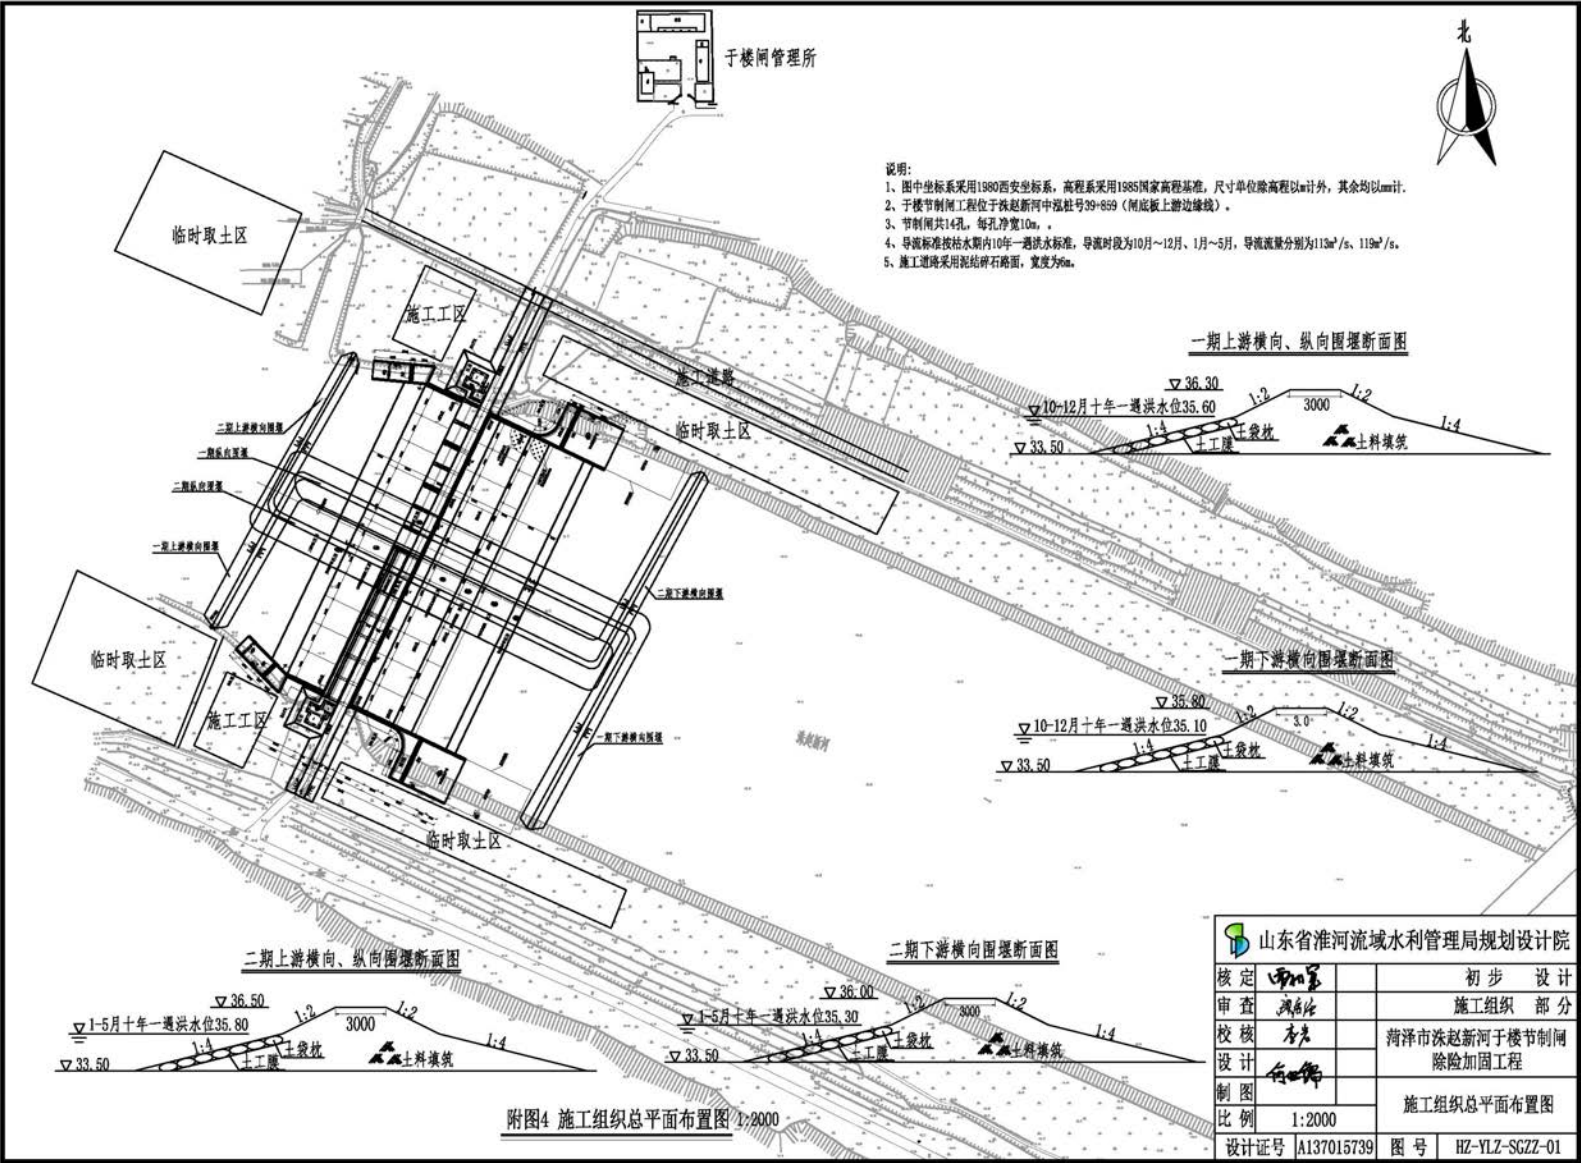 于楼闸管理所
北
说明:
1、图中坐标系采用1980西安坐标系，高程系采用1985国家高程基准，尺寸单位除高程以m计外，其余均以mm计.
2、于楼节制闸工程位于洙赵新河中泓桩号39+859（闸底板上游边缘线）.
3、节制闸共14孔，每孔净宽10m，.
4、导流标准按枯水期内10年一遇洪水标准，导流时段为10月～12月、1月～5月，导流流量分别为113m³/s、119m³/s。
5、施工道路采用泥结碎石路面，宽度为6m。
临时取土区
施工工区
施工道路
临时取土区
二期上游横向围堰
一期纵向围堰
二期纵向围堰
一期上游横向围堰
二期下游横向围堰
临时取土区
施工工区
一期下游横向围堰
洙赵新河
临时取土区
一期上游横向、纵向围堰断面图
36.30
1:2
3000
1:2
10-12月十年一遇洪水位35.60
1:4
土袋枕
1:4
33.50
土工膜
土料填筑
一期下游横向围堰断面图
35.80
1:2
3.0
1:2
10-12月十年一遇洪水位35.10
1:4
土袋枕
1:4
33.50
土工膜
土料填筑
二期上游横向、纵向围堰断面图
36.50
1:2
3000
1:2
1-5月十年一遇洪水位35.80
1:4
土袋枕
1:4
33.50
土工膜
土料填筑
二期下游横向围堰断面图
36.00
1:2
3000
1:2
1-5月十年一遇洪水位35.30
1:4
土袋枕
1:4
33.50
土工膜
土料填筑
附图4 施工组织总平面布置图 1:2000
山东省淮河流域水利管理局规划设计院
核定
初步 设计
审查
施工组织 部分
校核
菏泽市洙赵新河于楼节制闸
除险加固工程
设计
制图
施工组织总平面布置图
比例 1:2000
设计证号 A137015739 图号 HZ-YLZ-SGZZ-01